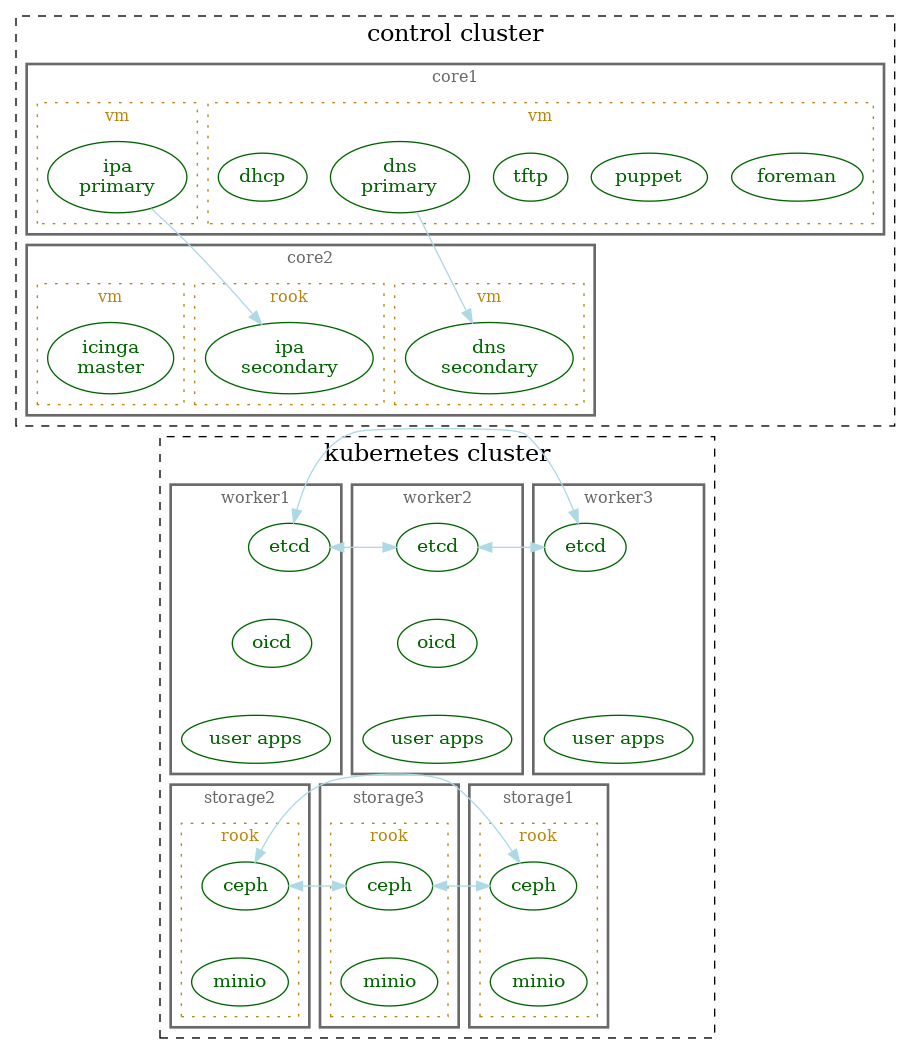 control cluster
core1
vm
vm
ipa
primary
dhcp
dns
primary
tftp
puppet
foreman
core2
vm
rook
vm
icinga
master
ipa
secondary
dns
secondary
kubernetes cluster
worker1
worker2
worker3
etcd
etcd
etcd
oicd
oicd
user apps
user apps
user apps
storage2
storage3
storage1
rook
rook
rook
ceph
ceph
ceph
minio
minio
minio